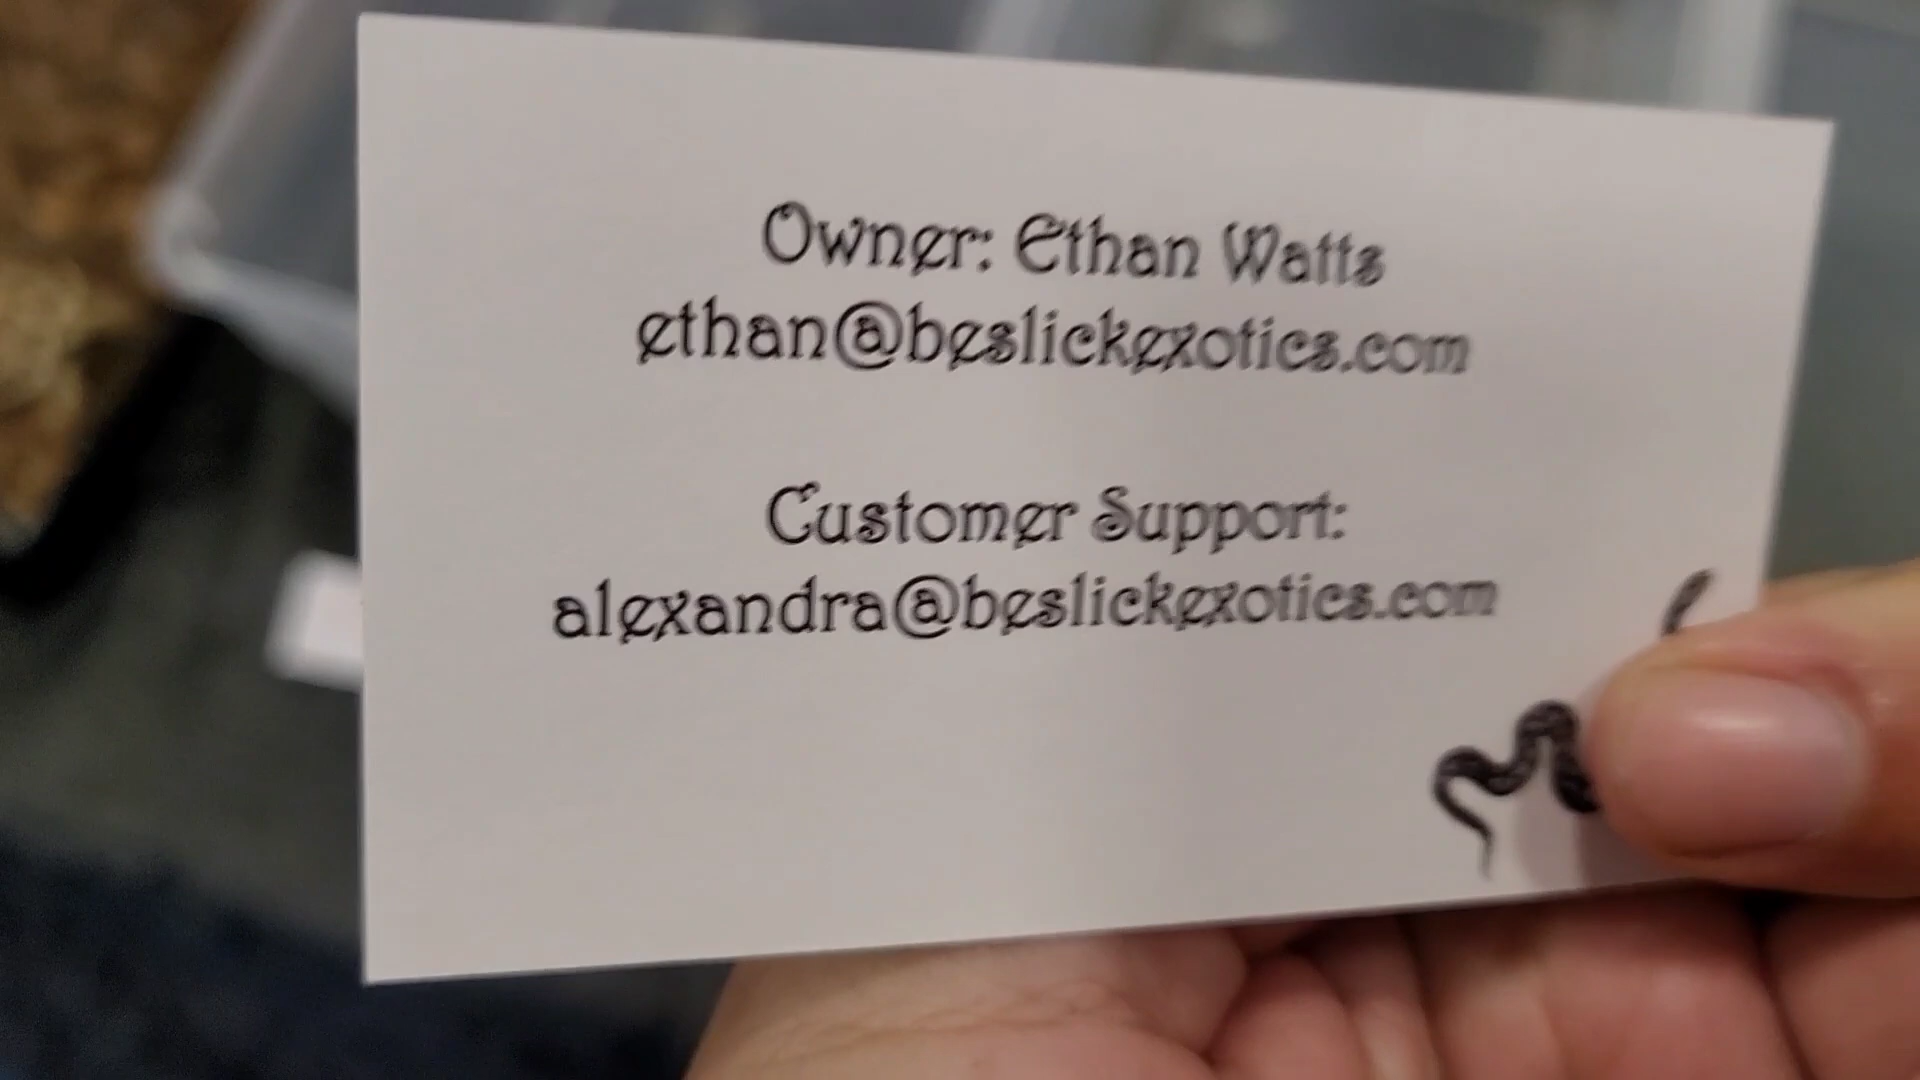 Owner: Ethan Watts
ethan@beslickexotics.com
Customer Support:
alexandra@beslickexotics.com